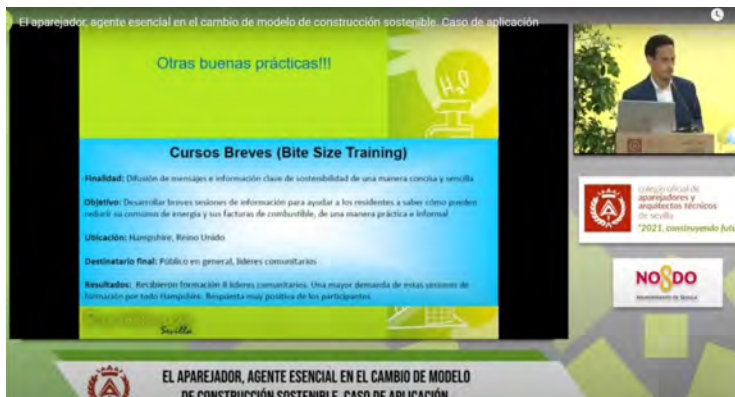 El aparejador, agente esencial en el cambio de modelo de construcción sostenible. Caso de aplicación
Otras buenas prácticas!!!
H₂O
Cursos Breves (Bite Size Training)
Finalidad: Difusión de mensajes e información clave de sostenibilidad de una manera concisa y sencilla
Objetivo: Desarrollar breves sesiones de información para ayudar a los residentes a saber cómo pueden
reducir su consumo de energía y sus facturas de combustible, de una manera práctica e informal
Ubicación: Hampshire, Reino Unido
Destinatario final: Público en general, líderes comunitarios
Resultados: Recibieron formación 8 líderes comunitarios. Una mayor demanda de estas sesiones de
formación por todo Hampshire. Respuesta muy positiva de los participantes
Sevilla
colegio oficial de
aparejadores y
arquitectos técnicos
de sevilla
"2021, construyendo futu
NO8DO
AYUNTAMIENTO DE SEVILLA
EL APAREJADOR, AGENTE ESENCIAL EN EL CAMBIO DE MODELO
DE CONSTRUCCIÓN SOSTENIBLE. CASO DE APLICACIÓN